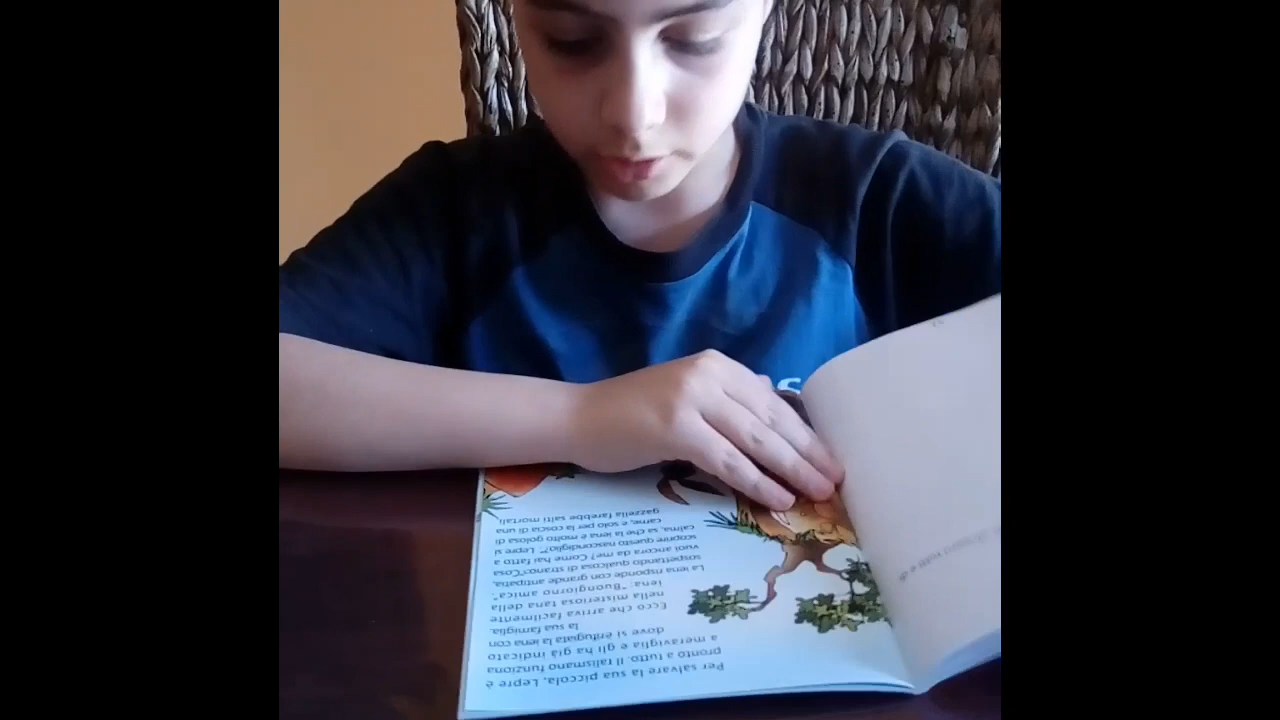 Per salvare la sua piccola, Lepre è
pronto a tutto. Il talismano funziona
a meraviglia e gli ha già indicato
dove si è rifugiata la iena con
la sua famiglia.
Ecco che arriva facilmente
nella misteriosa tana della
iena: "Buongiorno amica".
La iena risponde con grande antipatia,
sospettando qualcosa di strano: "Cosa
vuoi ancora da me? Come hai fatto a
scoprire questo nascondiglio?". Lepre si
calma, sa che la iena è molto golosa di
carne, e solo per la coscia di una
gazzella farebbe salti mortali.